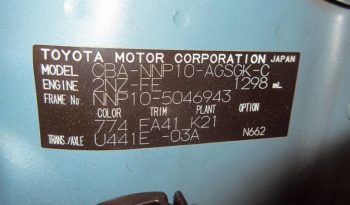 TOYOTA MOTOR CORPORATION JAPAN
MODEL CBA-NNP10-AGSGK-C
ENGINE 2NZ-FE 1298 mL
FRAME No. NNP10-5046943
COLOR TRIM PLANT
774 FA41 K21
TRANS./AXLE U441E -03A N662